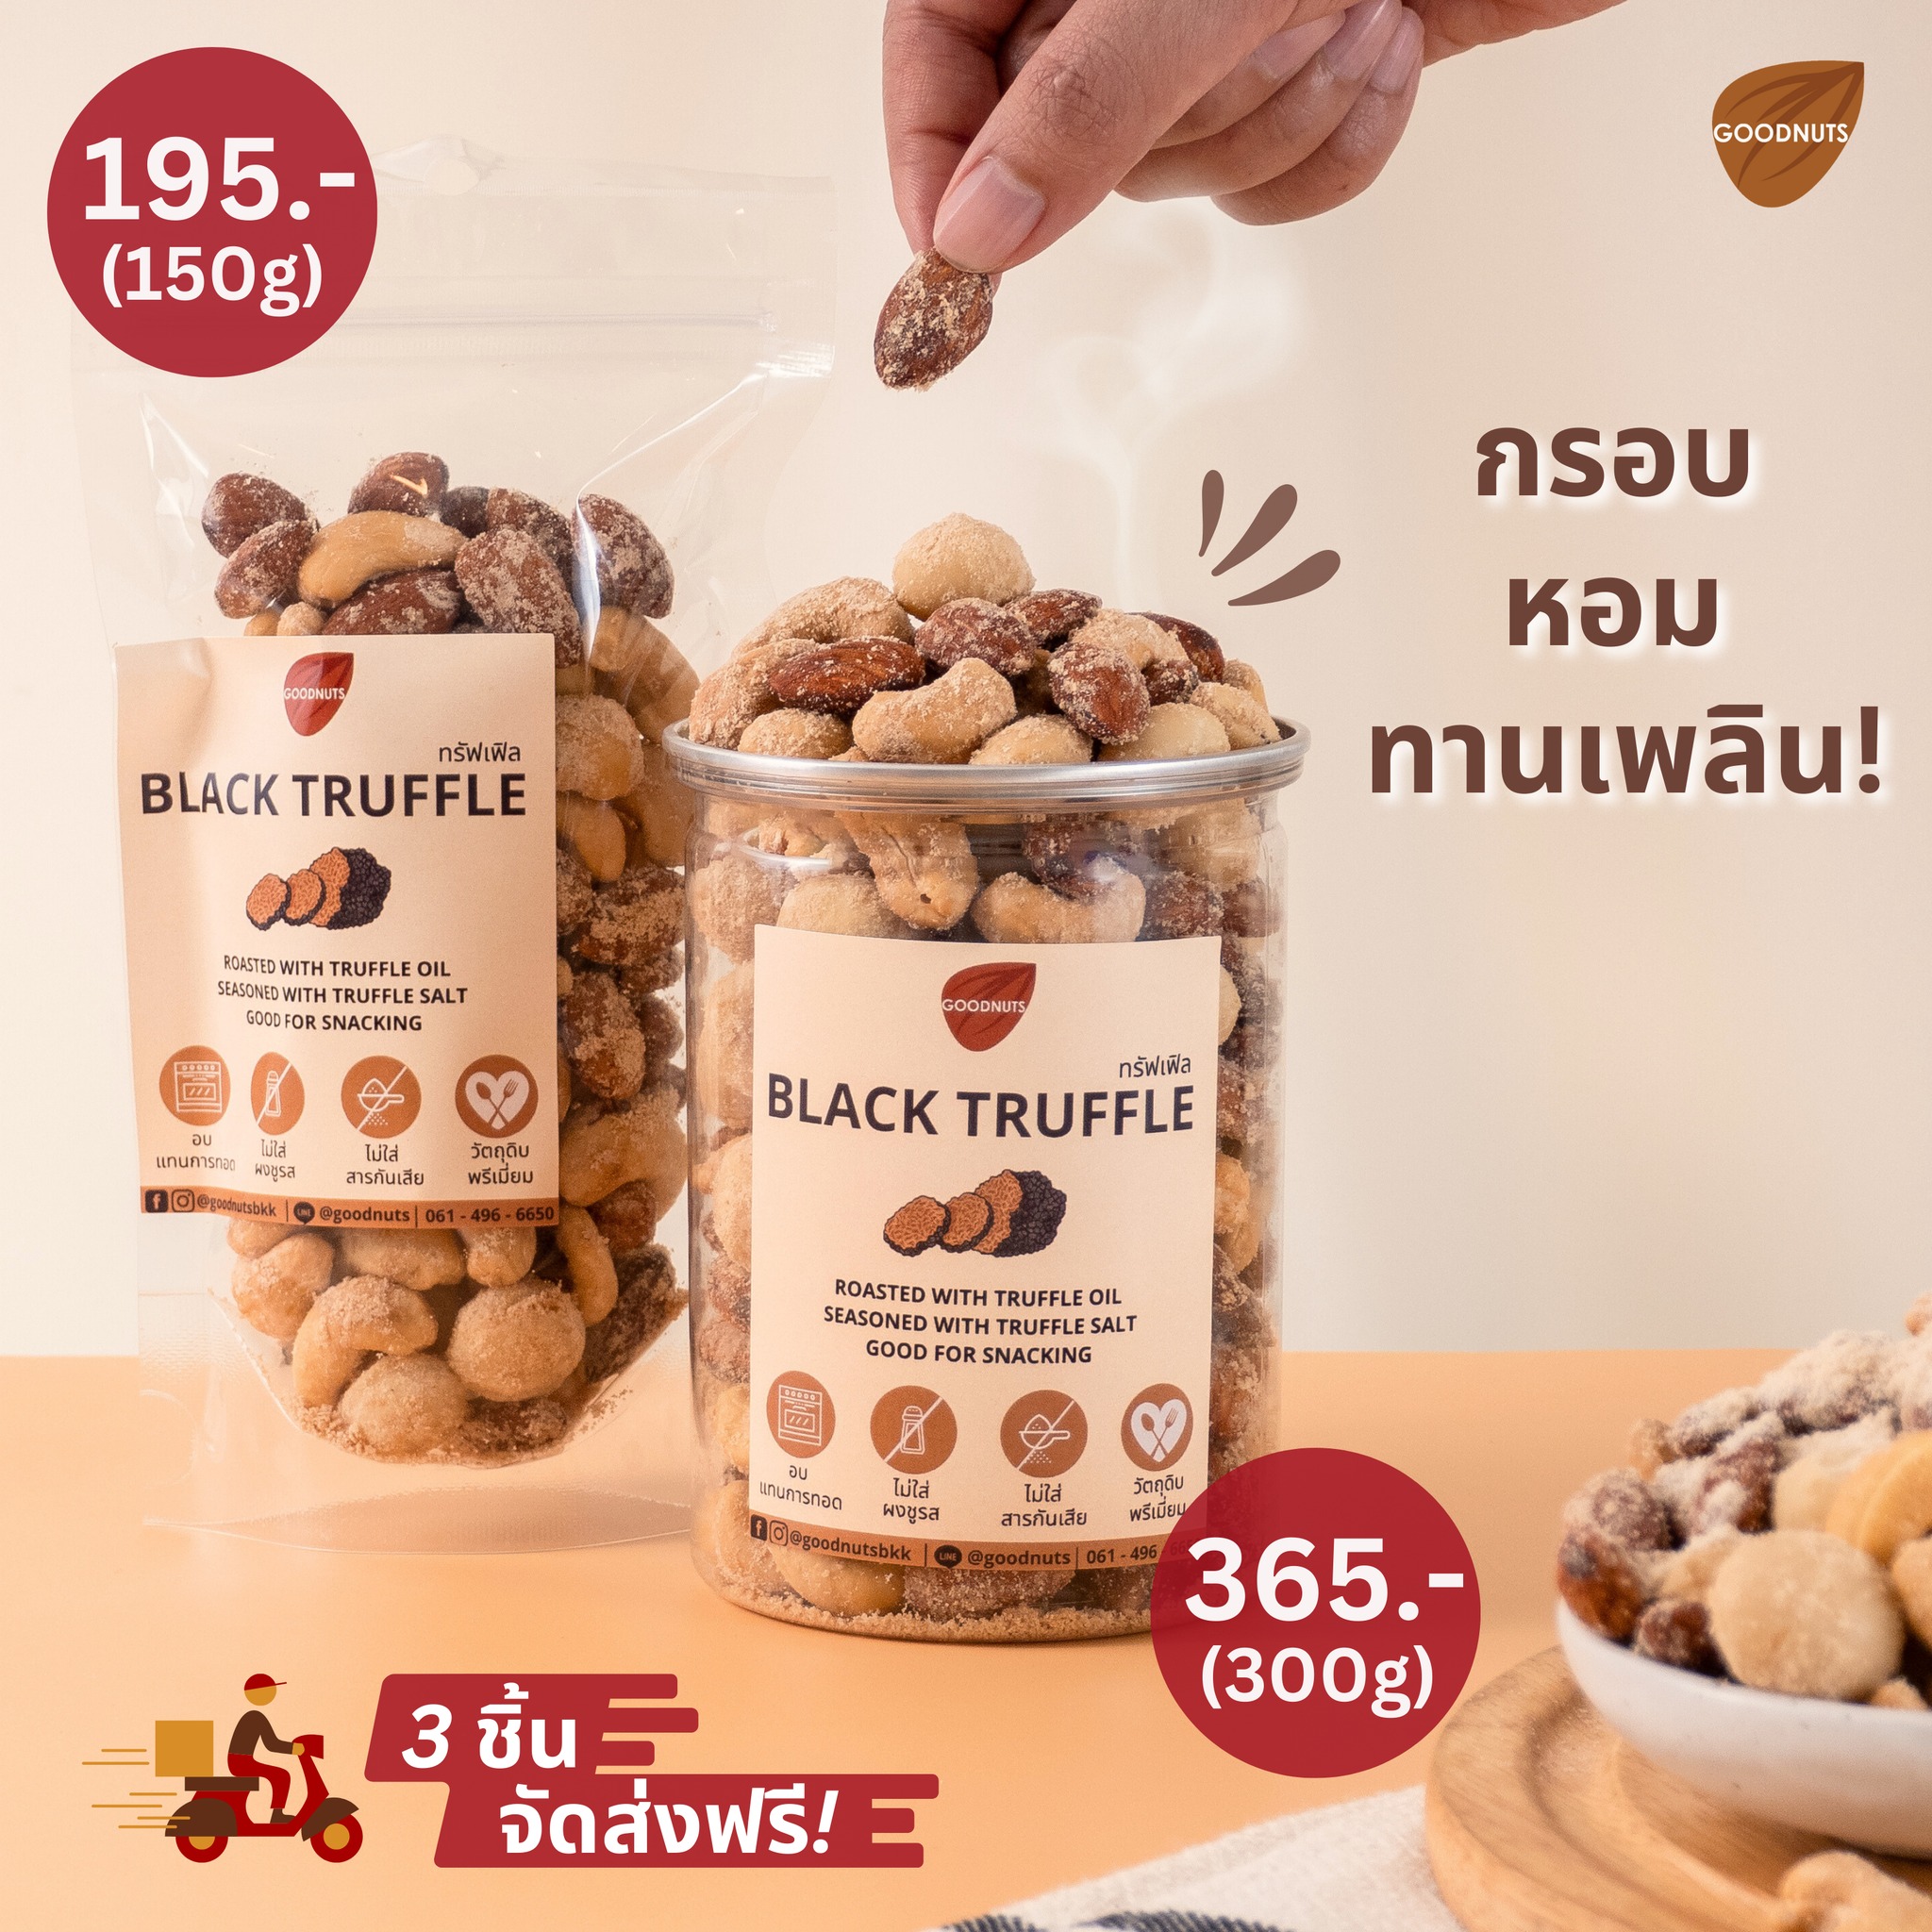 195.-
(150g)
GOODNUTS
กรอบ
หอม
ทานเพลิน!
GOODNUTS
ทรัฟเฟิล
BLACK TRUFFLE
ROASTED WITH TRUFFLE OIL
SEASONED WITH TRUFFLE SALT
GOOD FOR SNACKING
อบ
แทนการทอด
ไม่ใส่
ผงชูรส
ไม่ใส่
สารกันเสีย
วัตถุดิบ
พรีเมี่ยม
@goodnutsbkk | LINE @goodnuts | 061 - 496 - 6650
GOODNUTS
ทรัฟเฟิล
BLACK TRUFFLE
ROASTED WITH TRUFFLE OIL
SEASONED WITH TRUFFLE SALT
GOOD FOR SNACKING
อบ
แทนการทอด
ไม่ใส่
ผงชูรส
ไม่ใส่
สารกันเสีย
วัตถุดิบ
พรีเมี่ยม
@goodnutsbkk | LINE @goodnuts | 061 - 496 -
365.-
(300g)
3 ชิ้น
จัดส่งฟรี!